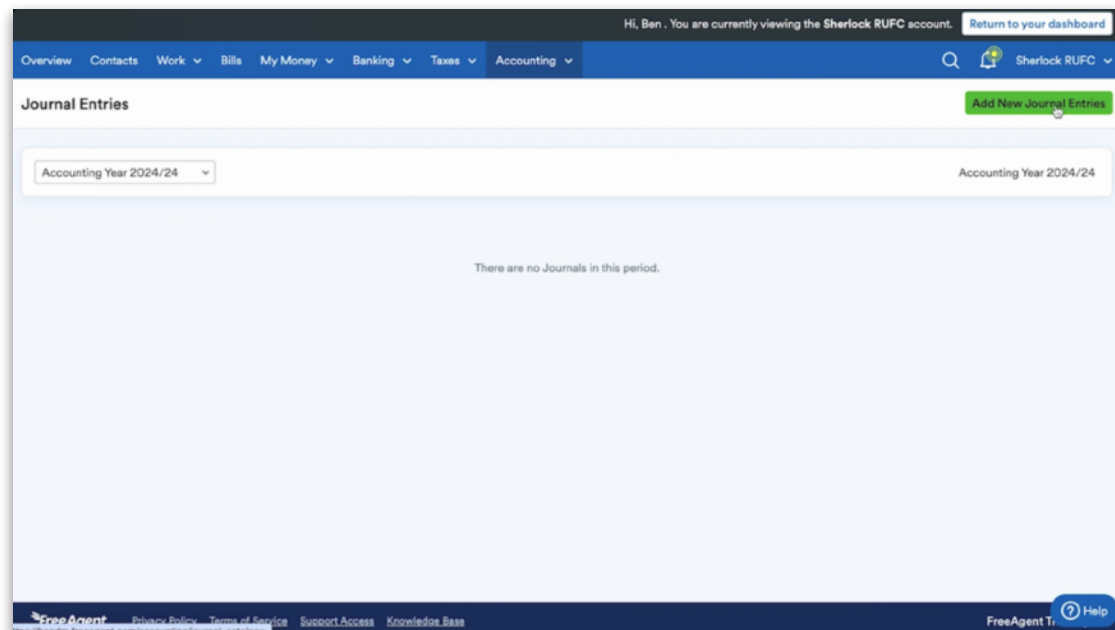 Hi, Ben . You are currently viewing the Sherlock RUFC account. Return to your dashboard
Overview Contacts Work Bills My Money Banking Taxes Accounting Sherlock RUFC
Journal Entries Add New Journal Entries
Accounting Year 2024/24 Accounting Year 2024/24
There are no Journals in this period.
FreeAgent Privacy Policy Terms of Service Support Access Knowledge Base FreeAgent
Help